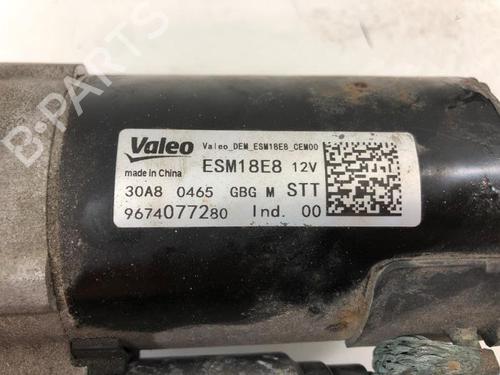 B-PARTS
Valeo
Valeo_DEM_ESM18E8_CEM00
made in China
ESM18E8 12V
30A8 0465 GBG M STT
9674077280 Ind. 00